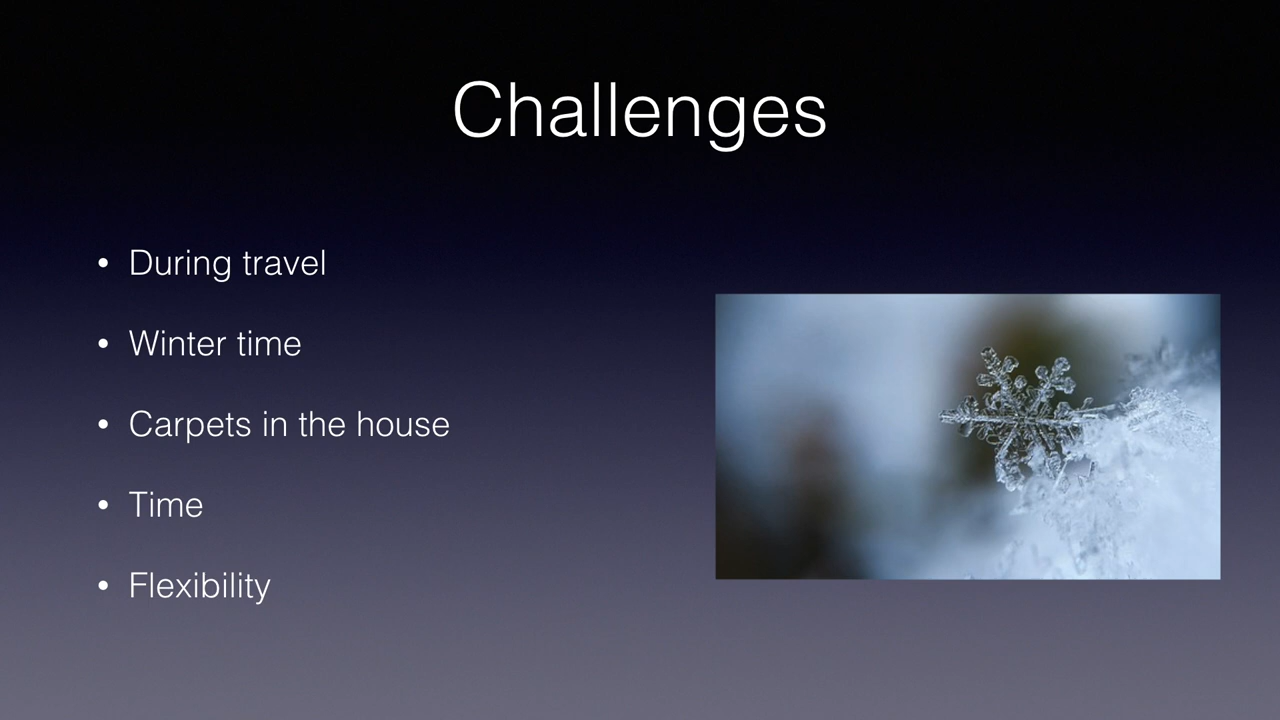 Challenges
• During travel
• Winter time
• Carpets in the house
• Time
• Flexibility